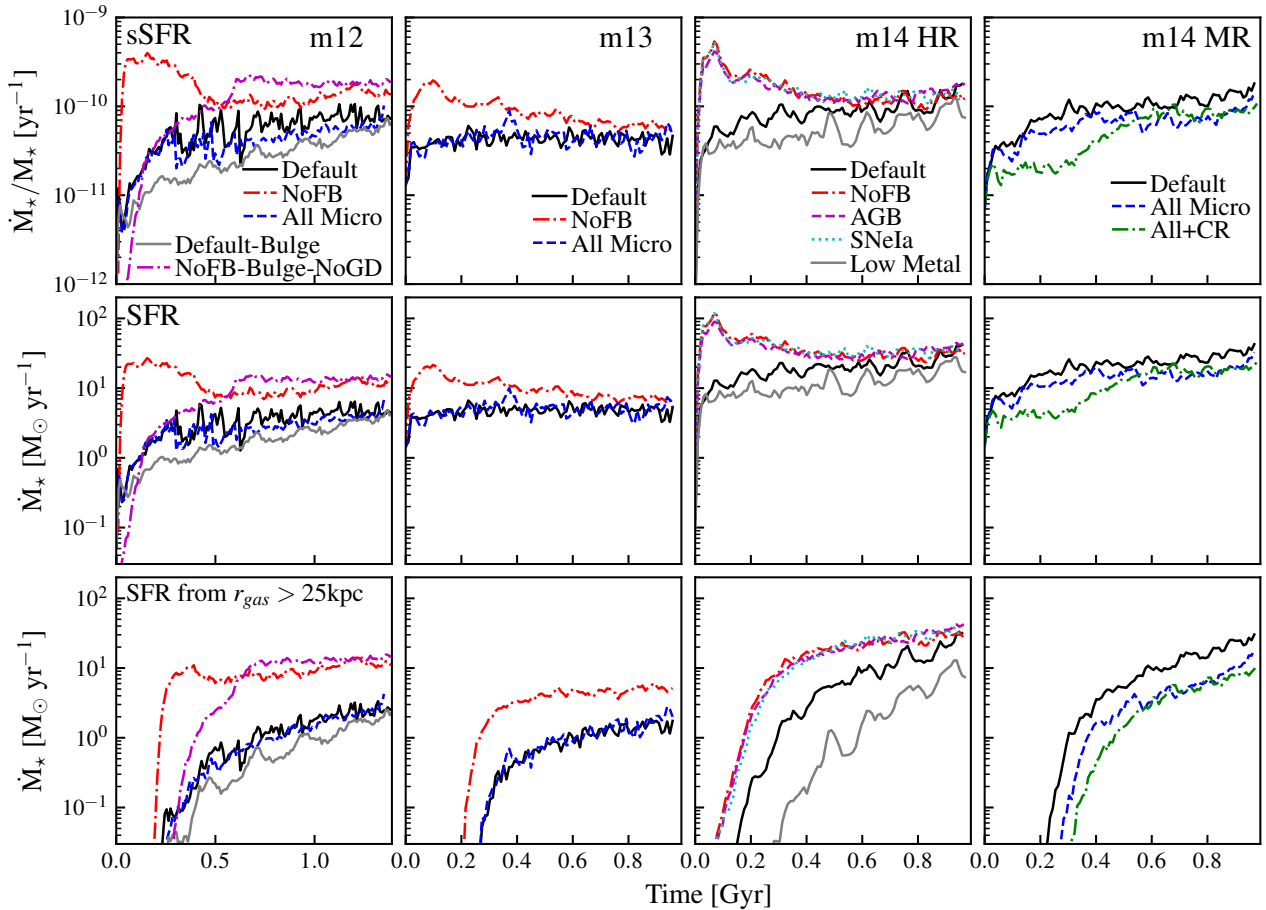 sSFR m12 m13 m14 HR m14 MR
10⁻⁹
10⁻¹⁰
10⁻¹¹
10⁻¹²
Ṁ⋆/M⋆ [yr⁻¹]
Default
NoFB
All Micro
Default-Bulge
NoFB-Bulge-NoGD
Default
NoFB
All Micro
Default
NoFB
AGB
SNeIa
Low Metal
Default
All Micro
All+CR
SFR
10²
10¹
10⁰
10⁻¹
Ṁ⋆ [M⊙ yr⁻¹]
SFR from r_gas > 25kpc
10²
10¹
10⁰
10⁻¹
Ṁ⋆ [M⊙ yr⁻¹]
0.0 0.5 1.0 0.0 0.2 0.4 0.6 0.8 0.0 0.2 0.4 0.6 0.8 0.0 0.2 0.4 0.6 0.8
Time [Gyr]